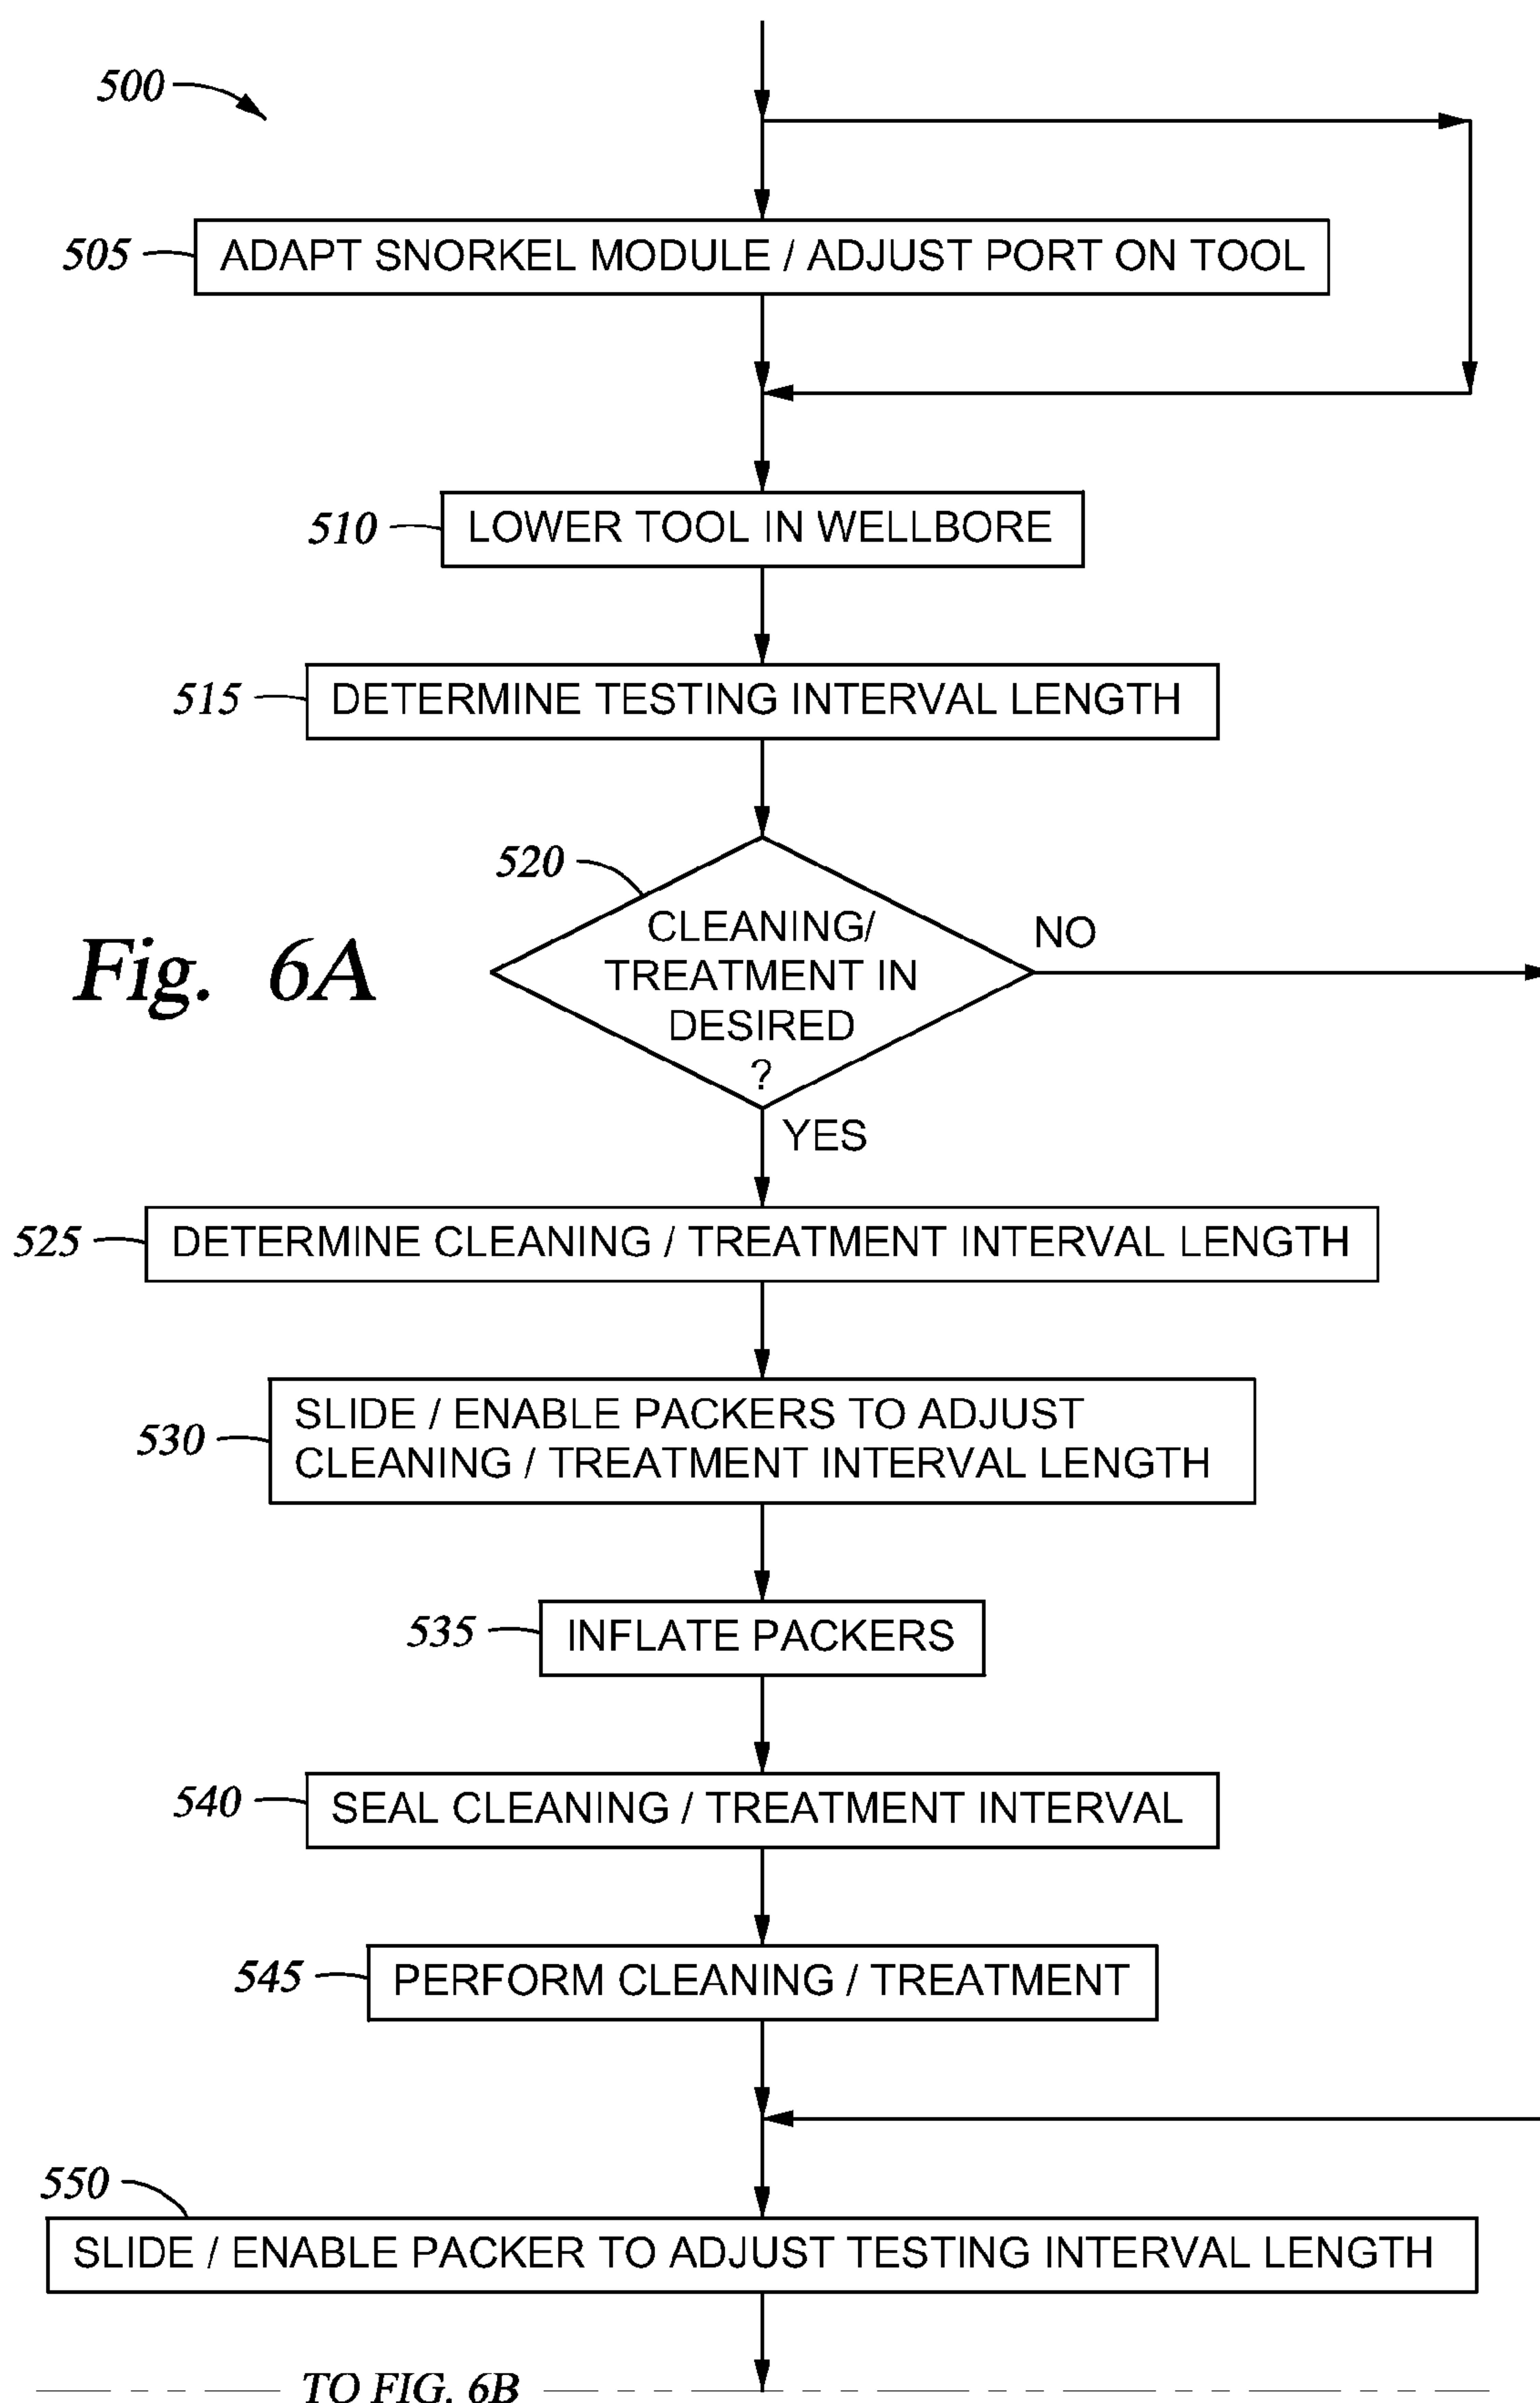 500
505
ADAPT SNORKEL MODULE / ADJUST PORT ON TOOL
510
LOWER TOOL IN WELLBORE
515
DETERMINE TESTING INTERVAL LENGTH
520
CLEANING/
TREATMENT IN
DESIRED
?
NO
Fig. 6A
YES
525
DETERMINE CLEANING / TREATMENT INTERVAL LENGTH
530
SLIDE / ENABLE PACKERS TO ADJUST
CLEANING / TREATMENT INTERVAL LENGTH
535
INFLATE PACKERS
540
SEAL CLEANING / TREATMENT INTERVAL
545
PERFORM CLEANING / TREATMENT
550
SLIDE / ENABLE PACKER TO ADJUST TESTING INTERVAL LENGTH
TO FIG. 6B